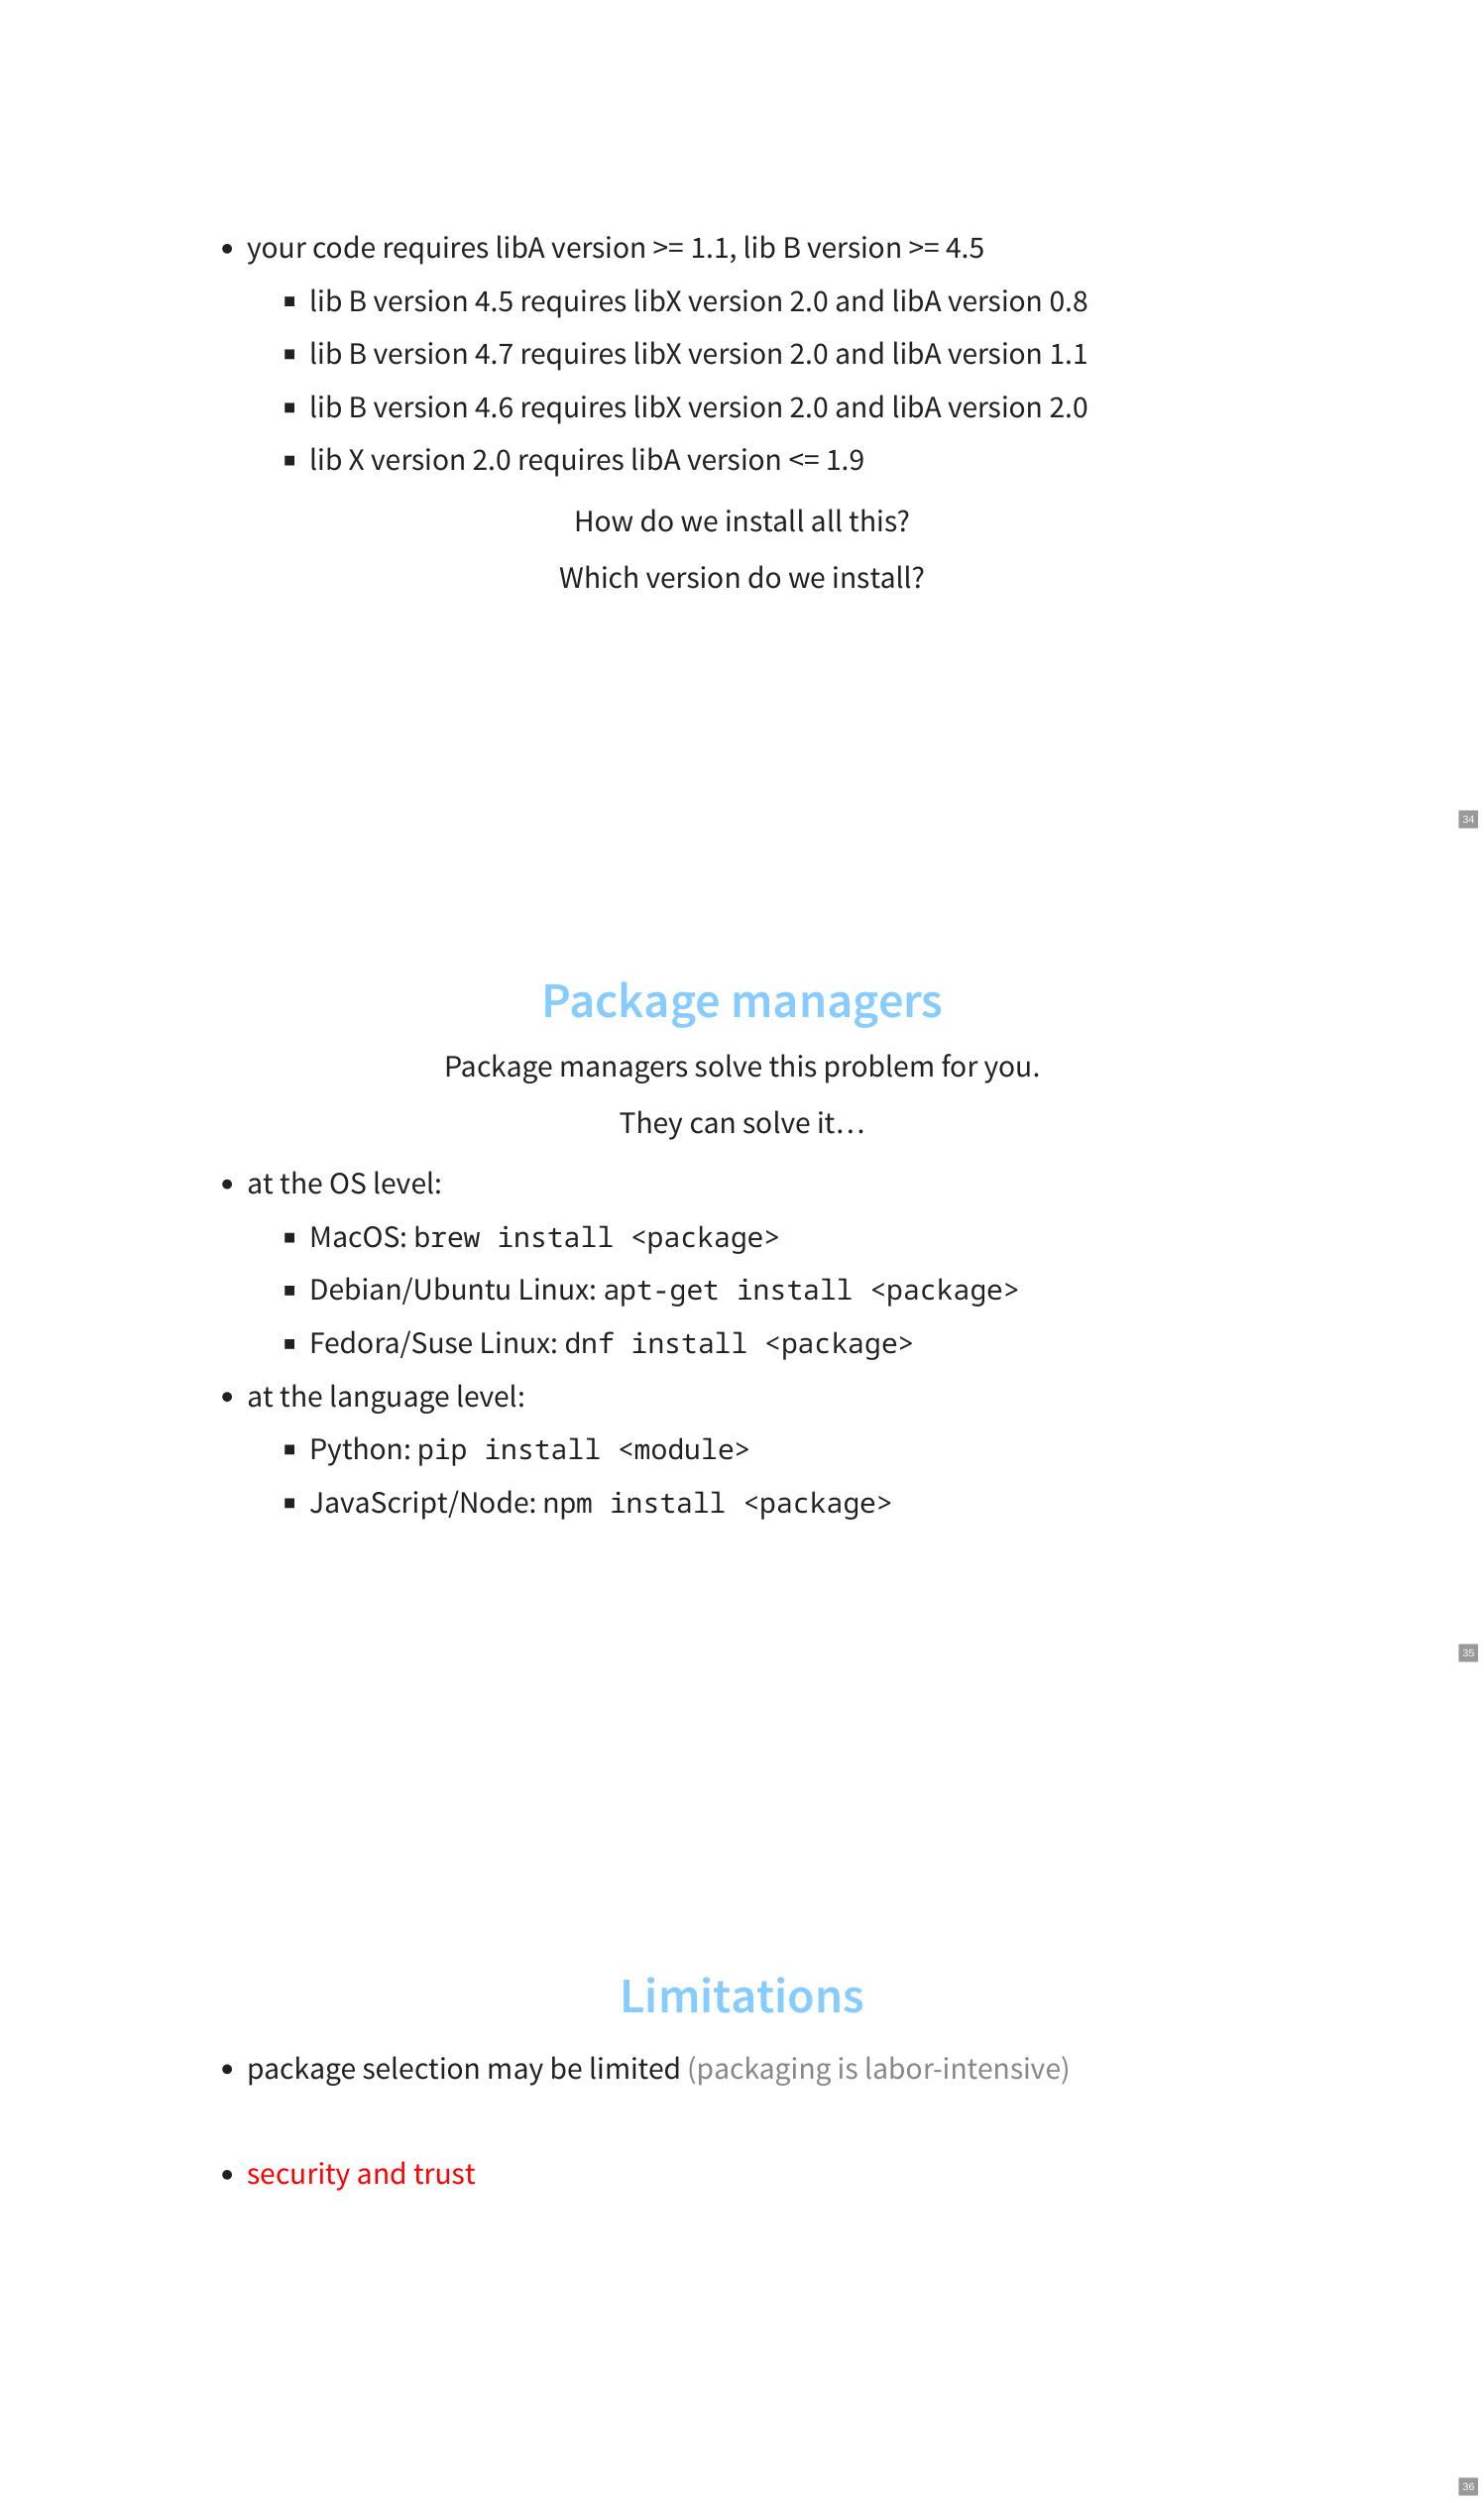 • your code requires libA version >= 1.1, lib B version >= 4.5
▪ lib B version 4.5 requires libX version 2.0 and libA version 0.8
▪ lib B version 4.7 requires libX version 2.0 and libA version 1.1
▪ lib B version 4.6 requires libX version 2.0 and libA version 2.0
▪ lib X version 2.0 requires libA version <= 1.9
How do we install all this?
Which version do we install?
34
Package managers
Package managers solve this problem for you.
They can solve it…
• at the OS level:
▪ MacOS: brew install <package>
▪ Debian/Ubuntu Linux: apt-get install <package>
▪ Fedora/Suse Linux: dnf install <package>
• at the language level:
▪ Python: pip install <module>
▪ JavaScript/Node: npm install <package>
35
Limitations
• package selection may be limited (packaging is labor-intensive)
• security and trust
36